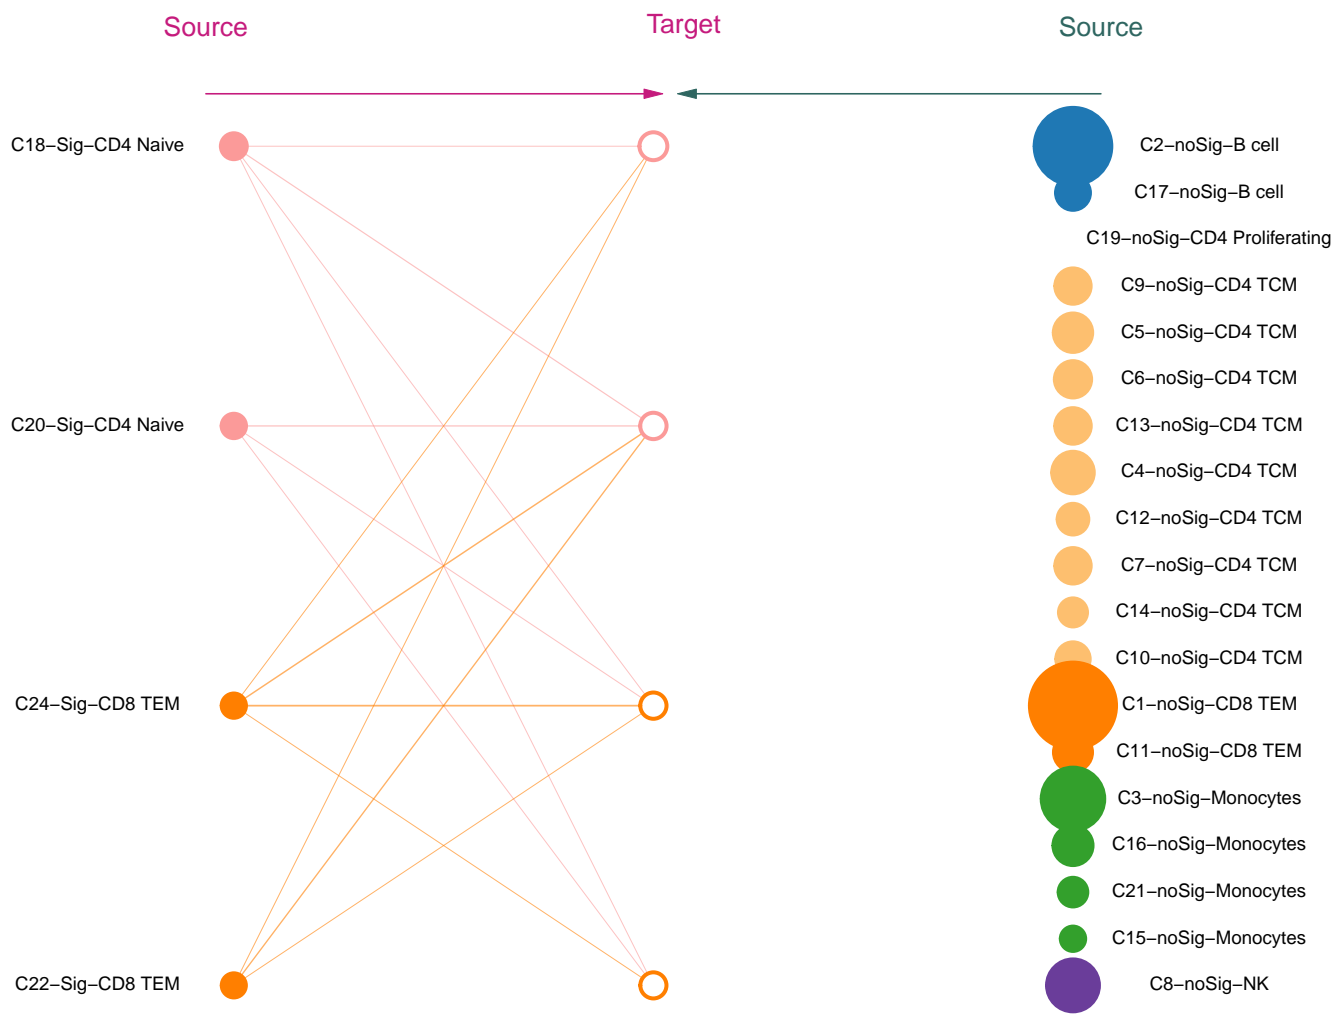 Source
Target
Source
C18−Sig−CD4 Naive
C20−Sig−CD4 Naive
C24−Sig−CD8 TEM
C22−Sig−CD8 TEM
C2−noSig−B cell
C17−noSig−B cell
C19−noSig−CD4 Proliferating
C9−noSig−CD4 TCM
C5−noSig−CD4 TCM
C6−noSig−CD4 TCM
C13−noSig−CD4 TCM
C4−noSig−CD4 TCM
C12−noSig−CD4 TCM
C7−noSig−CD4 TCM
C14−noSig−CD4 TCM
C10−noSig−CD4 TCM
C1−noSig−CD8 TEM
C11−noSig−CD8 TEM
C3−noSig−Monocytes
C16−noSig−Monocytes
C21−noSig−Monocytes
C15−noSig−Monocytes
C8−noSig−NK